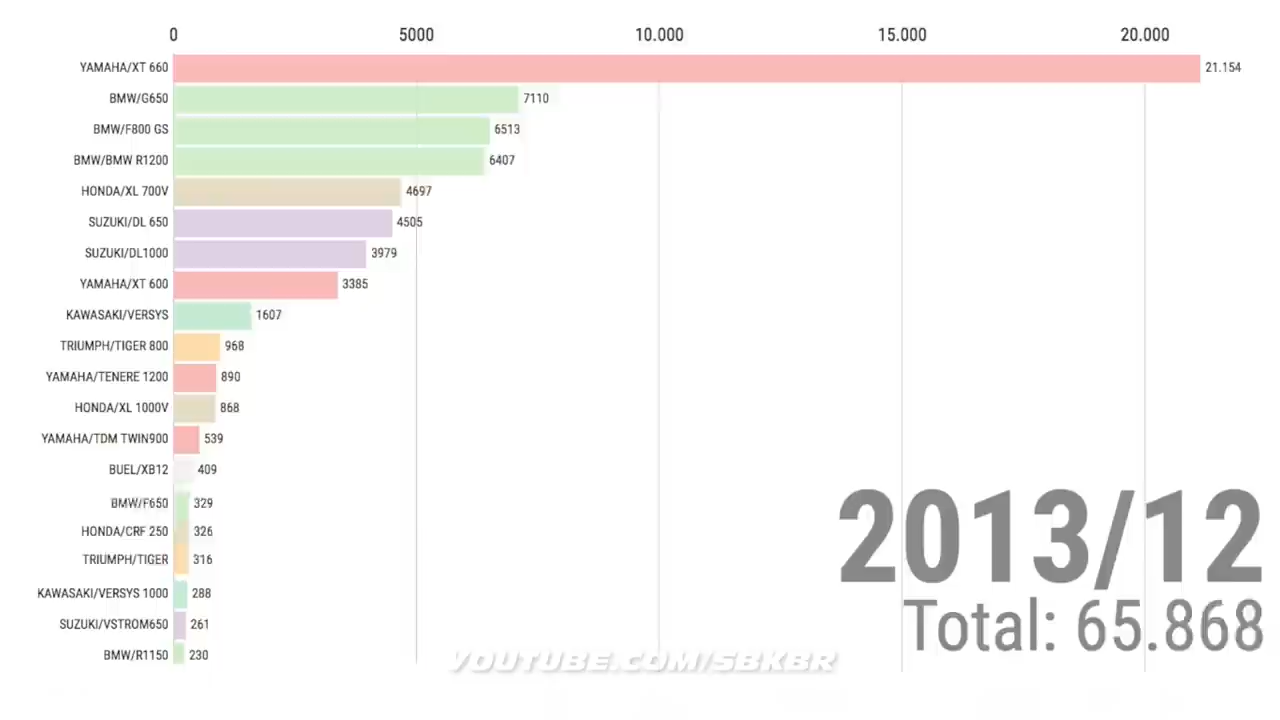 0 5000 10.000 15.000 20.000
YAMAHA/XT 660 21.154
BMW/G650 7110
BMW/F800 GS 6513
BMW/BMW R1200 6407
HONDA/XL 700V 4697
SUZUKI/DL 650 4505
SUZUKI/DL1000 3979
YAMAHA/XT 600 3385
KAWASAKI/VERSYS 1607
TRIUMPH/TIGER 800 968
YAMAHA/TENERE 1200 890
HONDA/XL 1000V 868
YAMAHA/TDM TWIN900 539
BUEL/XB12 409
BMW/F650 329
HONDA/CRF 250 326
TRIUMPH/TIGER 316
KAWASAKI/VERSYS 1000 288
SUZUKI/VSTROM650 261
BMW/R1150 230
2013/12
Total: 65.868
YOUTUBE.COM/SBKBR